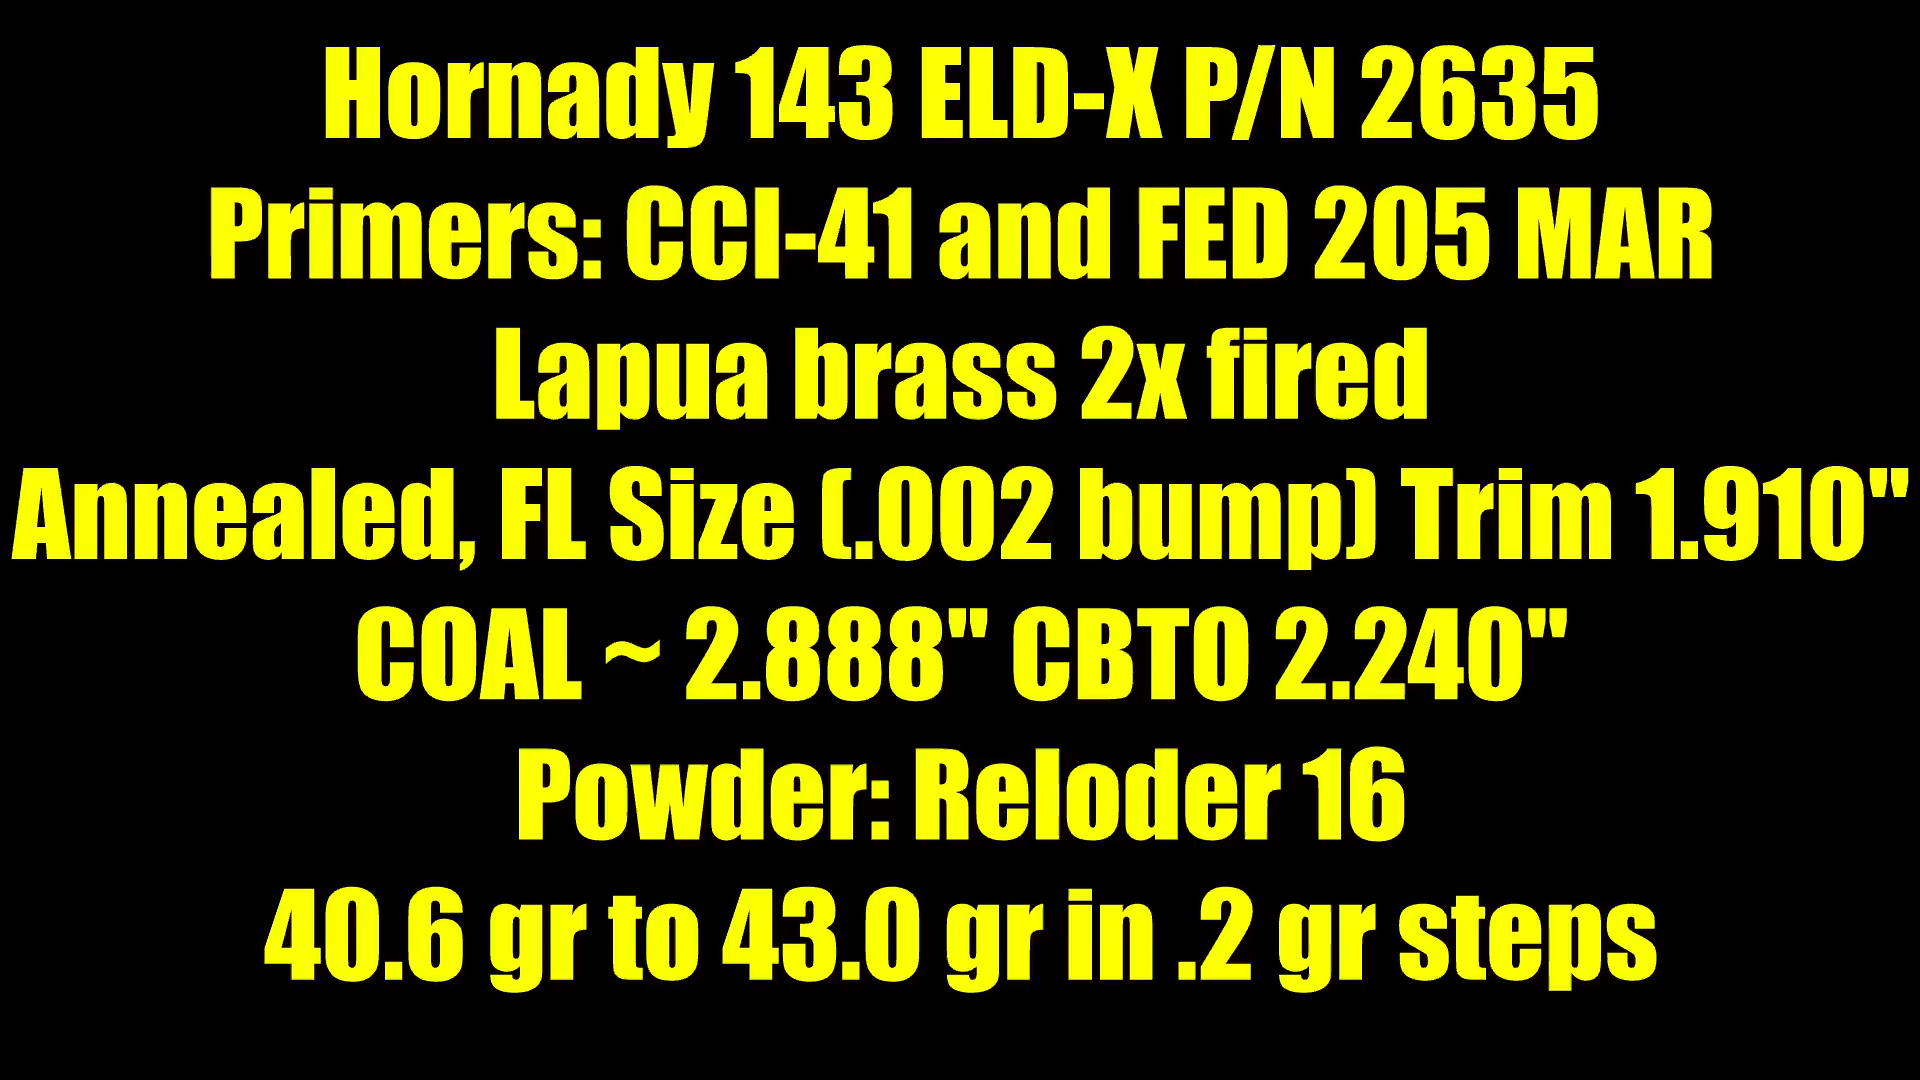 Hornady 143 ELD-X P/N 2635
Primers: CCI-41 and FED 205 MAR
Lapua brass 2x fired
Annealed, FL Size (.002 bump) Trim 1.910"
COAL ~ 2.888" CBTO 2.240"
Powder: Reloder 16
40.6 gr to 43.0 gr in .2 gr steps